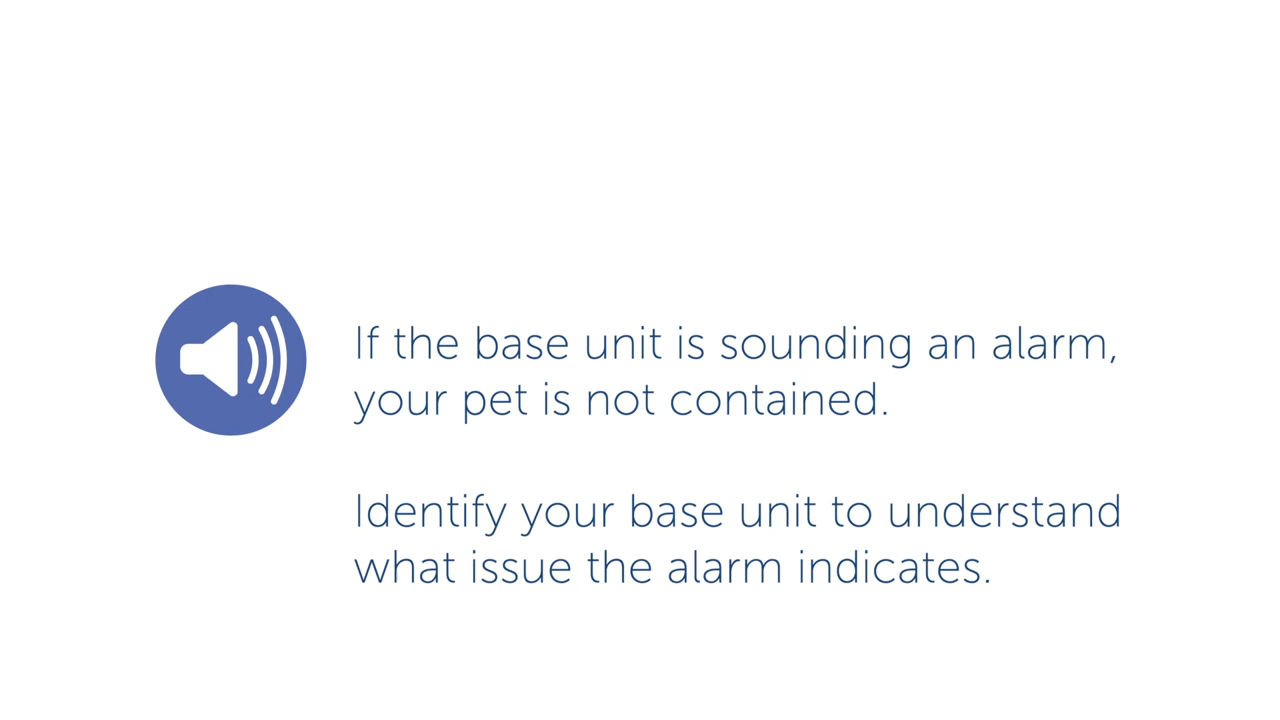 If the base unit is sounding an alarm,
your pet is not contained.
Identify your base unit to understand
what issue the alarm indicates.